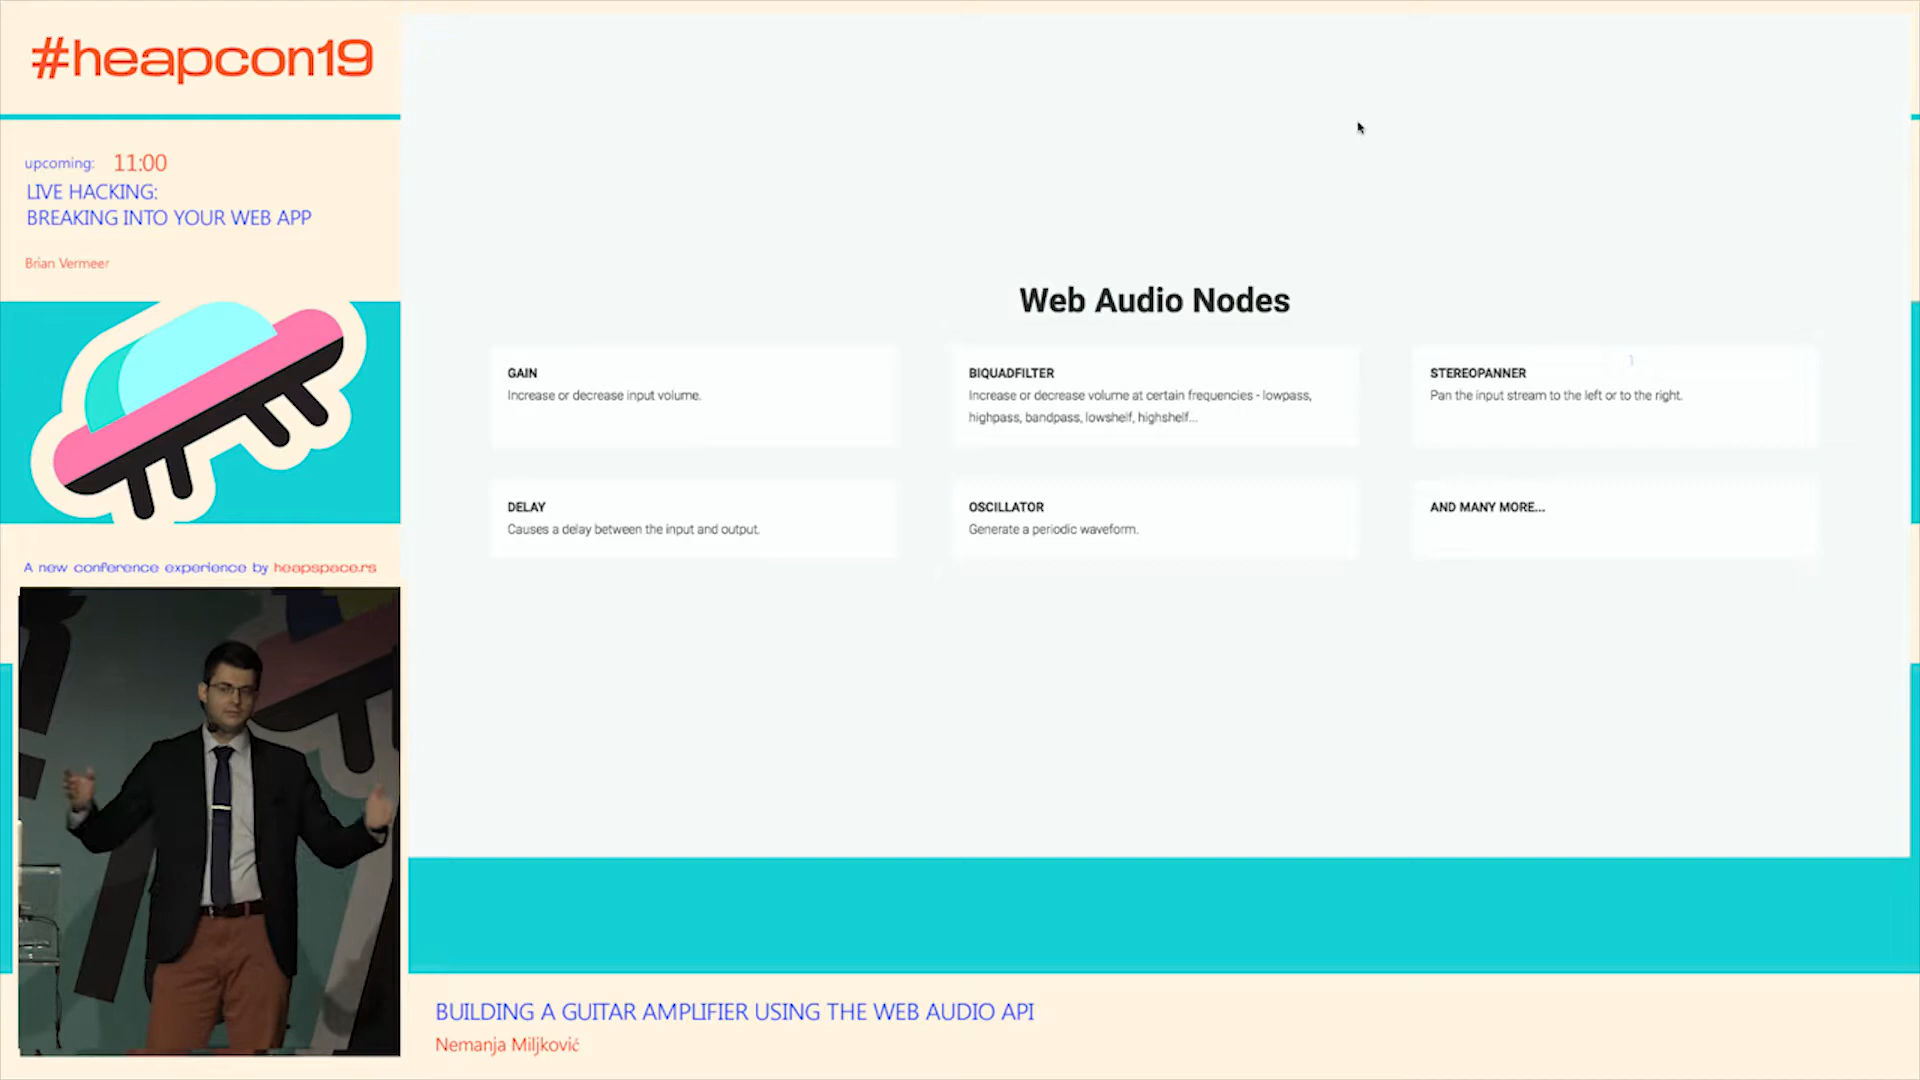 #heapcon19
upcoming: 11:00
LIVE HACKING:
BREAKING INTO YOUR WEB APP
Brian Vermeer
A new conference experience by heapspace.rs
Web Audio Nodes
GAIN
Increase or decrease input volume.
BIQUADFILTER
Increase or decrease volume at certain frequencies - lowpass,
highpass, bandpass, lowshelf, highshelf...
STEREOPANNER
Pan the input stream to the left or to the right.
DELAY
Causes a delay between the input and output.
OSCILLATOR
Generate a periodic waveform.
AND MANY MORE...
BUILDING A GUITAR AMPLIFIER USING THE WEB AUDIO API
Nemanja Miljković